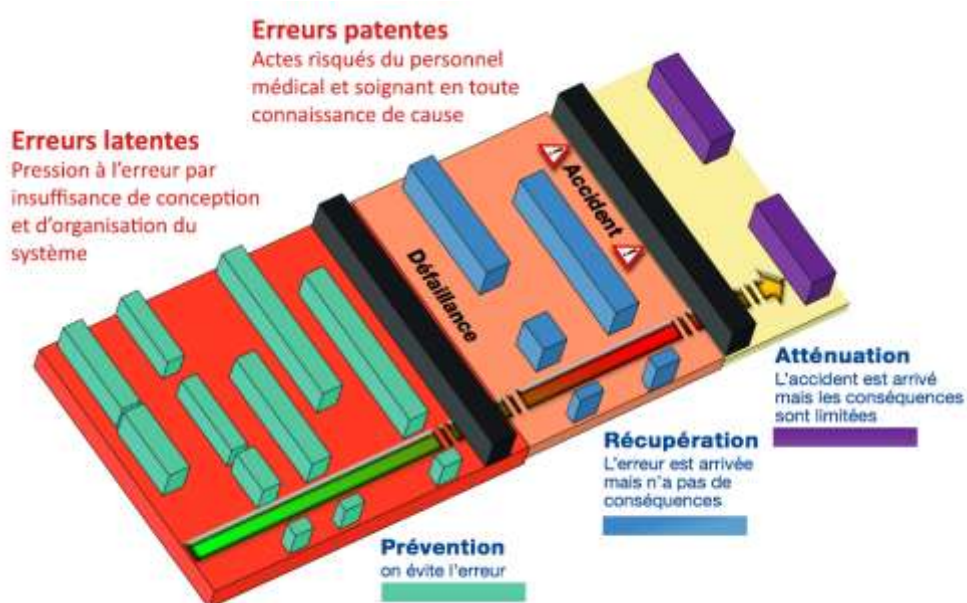 Erreurs patentes
Actes risqués du personnel
médical et soignant en toute
connaissance de cause
Erreurs latentes
Pression à l'erreur par
insuffisance de conception
et d'organisation du
système
Défaillance
Accident
Atténuation
L'accident est arrivé
mais les conséquences
sont limitées
Récupération
L'erreur est arrivée
mais n'a pas de
conséquences
Prévention
on évite l'erreur